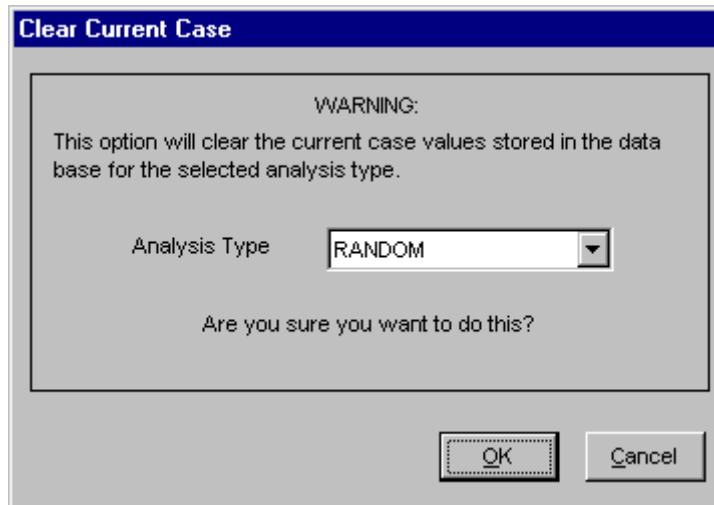 Clear Current Case
WARNING:
This option will clear the current case values stored in the data
base for the selected analysis type.
Analysis Type RANDOM
Are you sure you want to do this?
OK Cancel